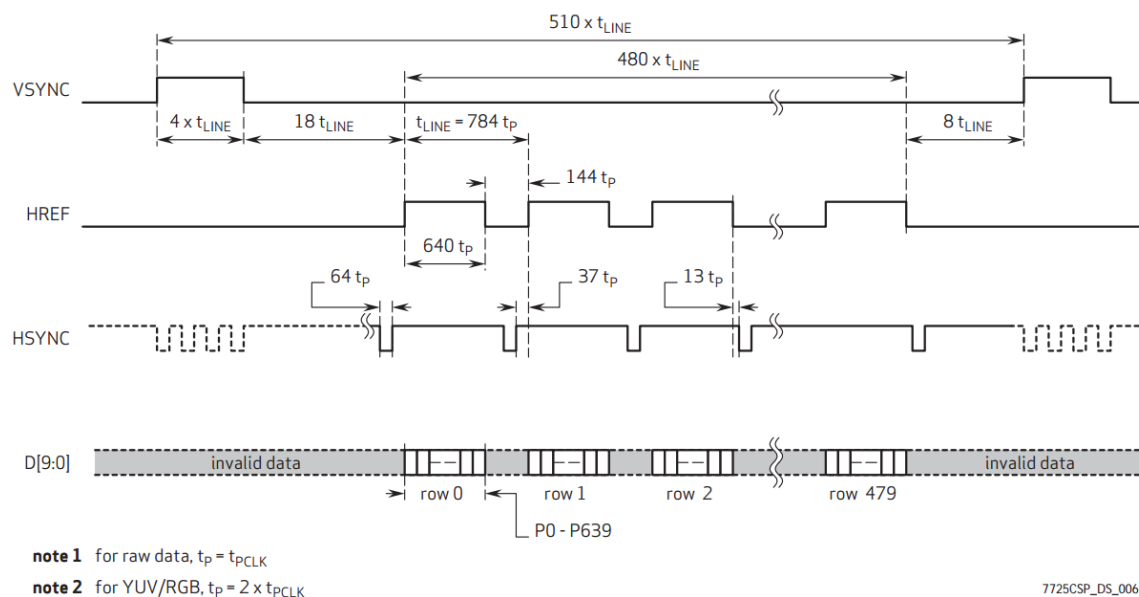 510 x tLINE
480 x tLINE
VSYNC
4 x tLINE
18 tLINE
tLINE = 784 tP
8 tLINE
144 tP
HREF
640 tP
64 tP
37 tP
13 tP
HSYNC
D[9:0]
invalid data
invalid data
row 0
row 1
row 2
row 479
P0 - P639
note 1 for raw data, tP = tPCLK
note 2 for YUV/RGB, tP = 2 x tPCLK
7725CSP_DS_006